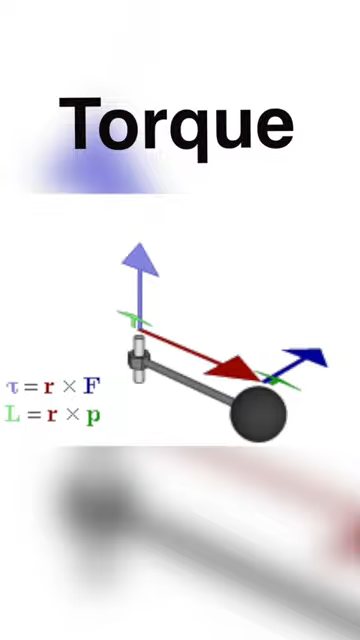 Torque
τ = r × F
L = r × p